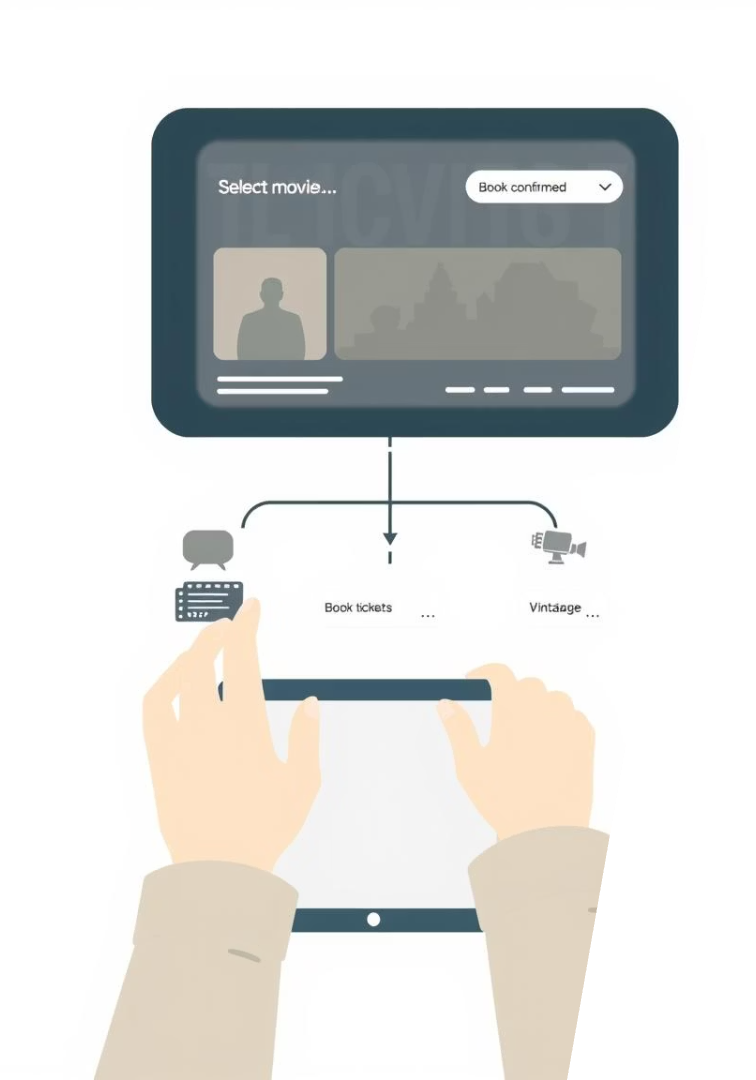 Select movie...
Book confirmed
Book tickets ...
Vintage ...